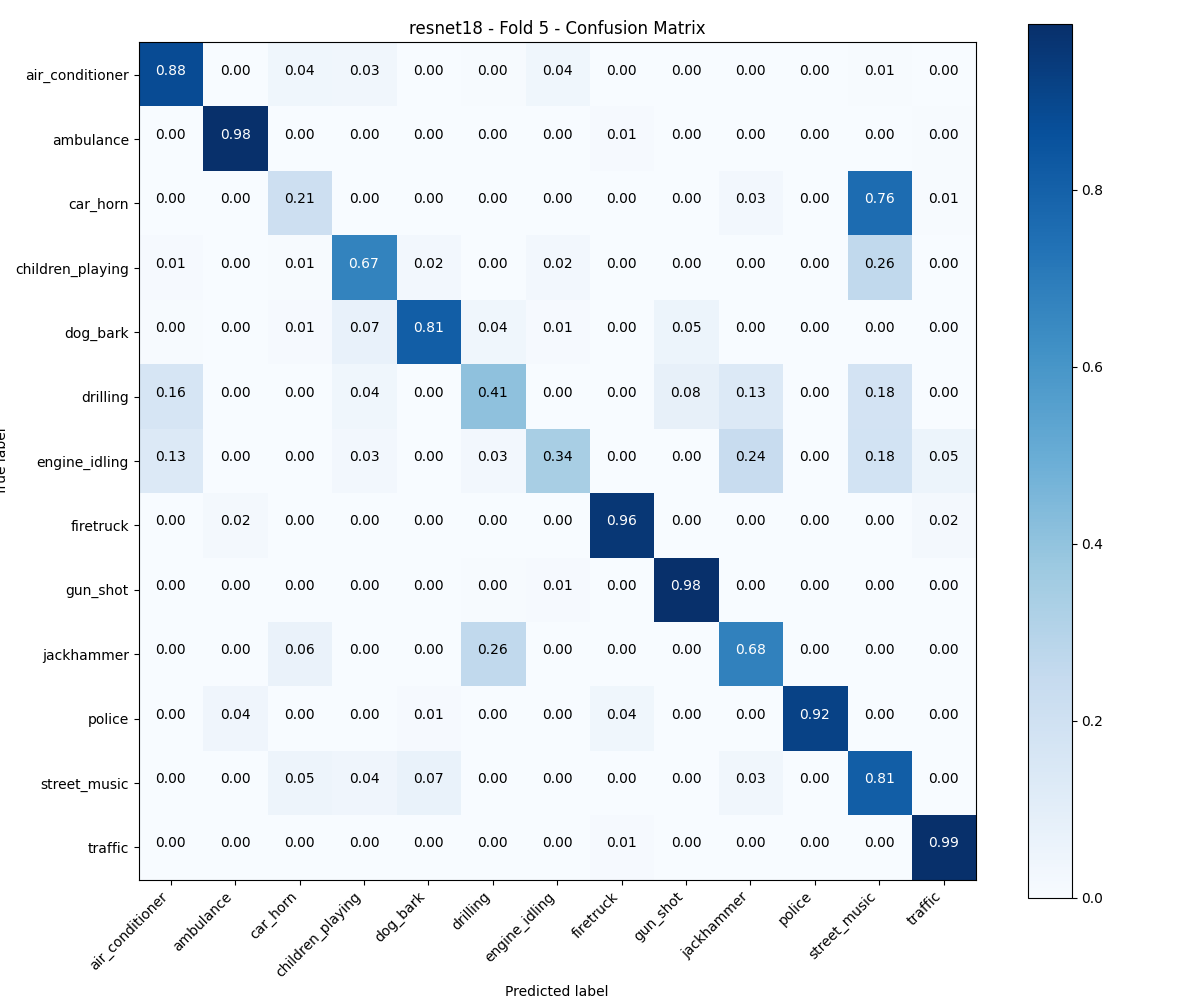 resnet18 - Fold 5 - Confusion Matrix
air_conditioner 0.88 0.00 0.04 0.03 0.00 0.00 0.04 0.00 0.00 0.00 0.00 0.01 0.00
ambulance 0.00 0.98 0.00 0.00 0.00 0.00 0.00 0.01 0.00 0.00 0.00 0.00 0.00
car_horn 0.00 0.00 0.21 0.00 0.00 0.00 0.00 0.00 0.00 0.03 0.00 0.76 0.01
children_playing 0.01 0.00 0.01 0.67 0.02 0.00 0.02 0.00 0.00 0.00 0.00 0.26 0.00
dog_bark 0.00 0.00 0.01 0.07 0.81 0.04 0.01 0.00 0.05 0.00 0.00 0.00 0.00
drilling 0.16 0.00 0.00 0.04 0.00 0.41 0.00 0.00 0.08 0.13 0.00 0.18 0.00
engine_idling 0.13 0.00 0.00 0.03 0.00 0.03 0.34 0.00 0.00 0.24 0.00 0.18 0.05
firetruck 0.00 0.02 0.00 0.00 0.00 0.00 0.00 0.96 0.00 0.00 0.00 0.00 0.02
gun_shot 0.00 0.00 0.00 0.00 0.00 0.00 0.01 0.00 0.98 0.00 0.00 0.00 0.00
jackhammer 0.00 0.00 0.06 0.00 0.00 0.26 0.00 0.00 0.00 0.68 0.00 0.00 0.00
police 0.00 0.04 0.00 0.00 0.01 0.00 0.00 0.04 0.00 0.00 0.92 0.00 0.00
street_music 0.00 0.00 0.05 0.04 0.07 0.00 0.00 0.00 0.00 0.03 0.00 0.81 0.00
traffic 0.00 0.00 0.00 0.00 0.00 0.00 0.00 0.01 0.00 0.00 0.00 0.00 0.99
air_conditioner ambulance car_horn children_playing dog_bark drilling engine_idling firetruck gun_shot jackhammer police street_music traffic
Predicted label
0.8
0.6
0.4
0.2
0.0